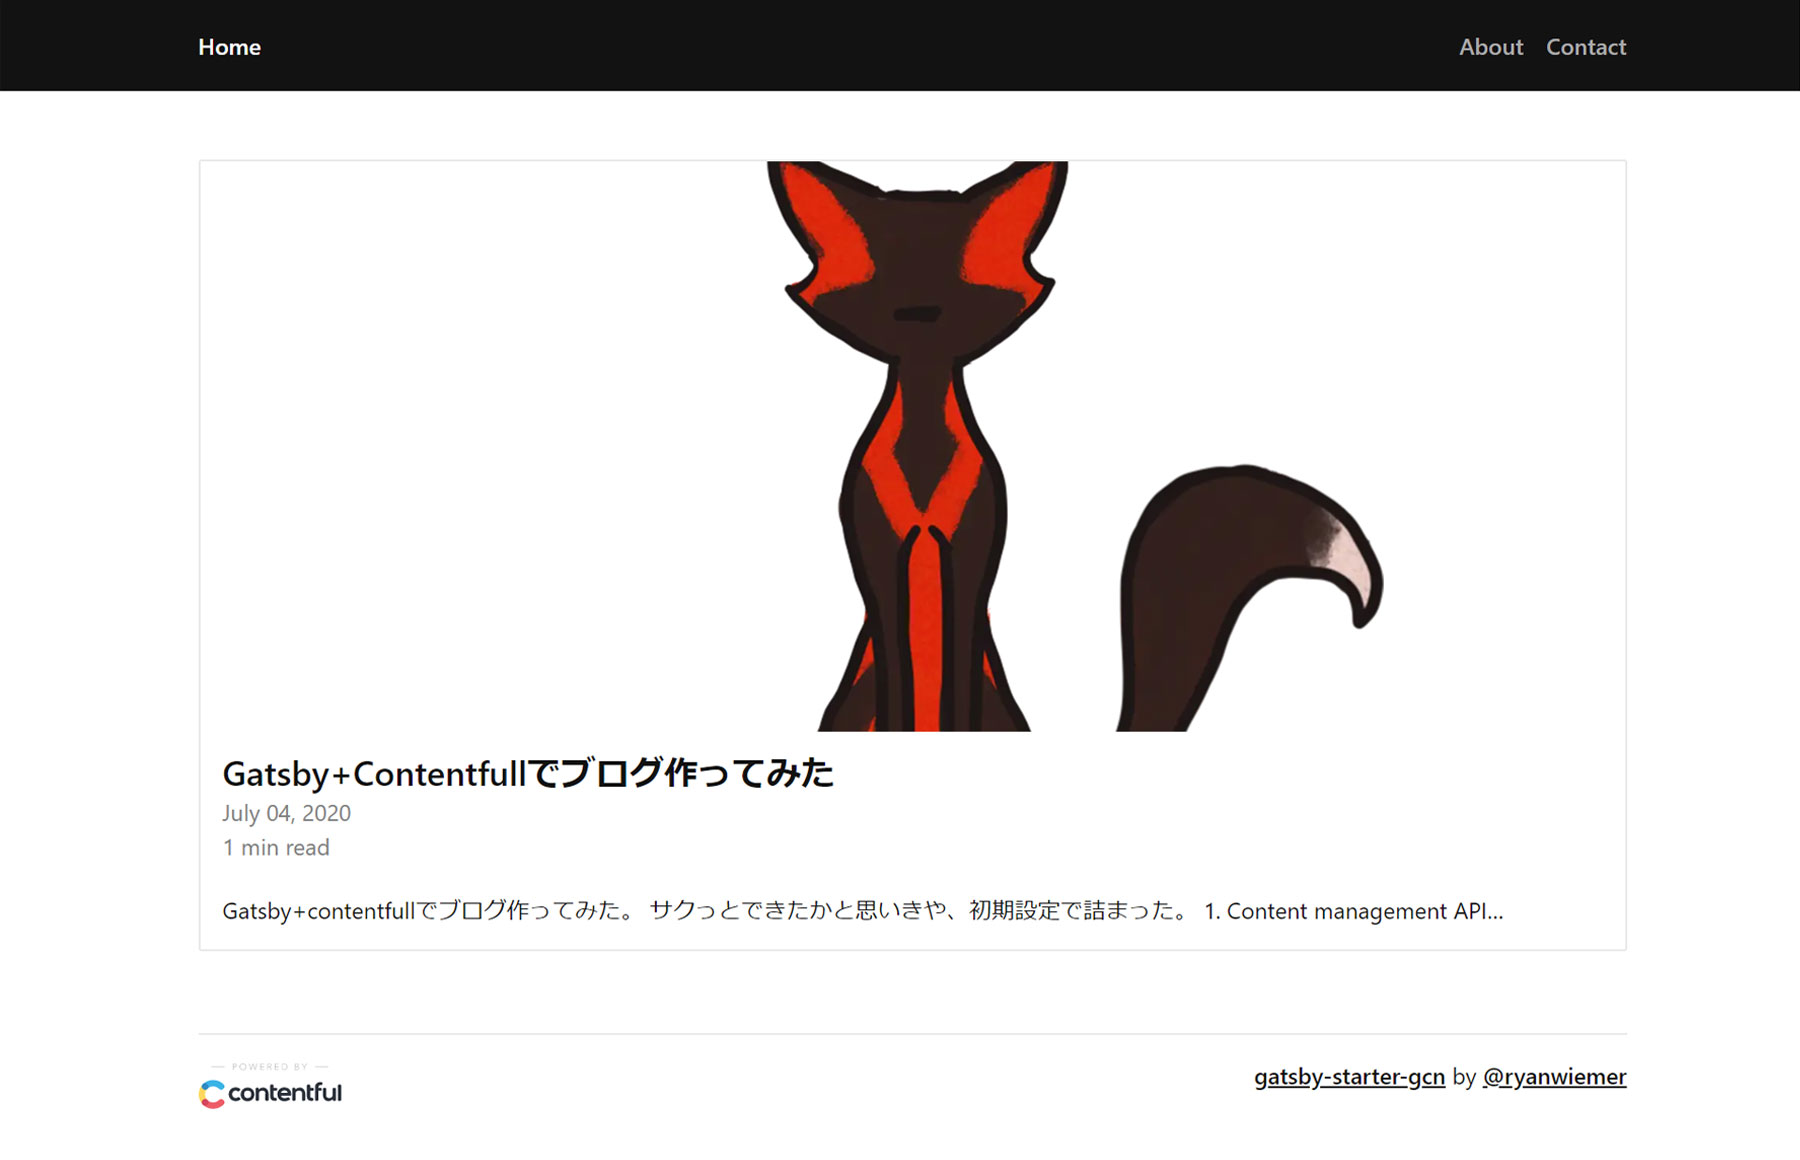 Home
About Contact
Gatsby+Contentfullでブログ作ってみた
July 04, 2020
1 min read
Gatsby+contentfullでブログ作ってみた。 サクっとできたかと思いきや、初期設定で詰まった。 1. Content management API...
POWERED BY
contentful
gatsby-starter-gcn by @ryanwiemer